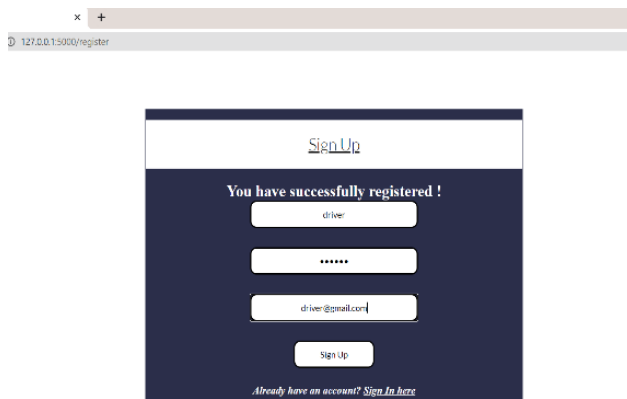 × +
127.0.0.1:5000/register
Sign Up
You have successfully registered !
driver
••••••
driver@gmail.com
Sign Up
Already have an account? Sign In here